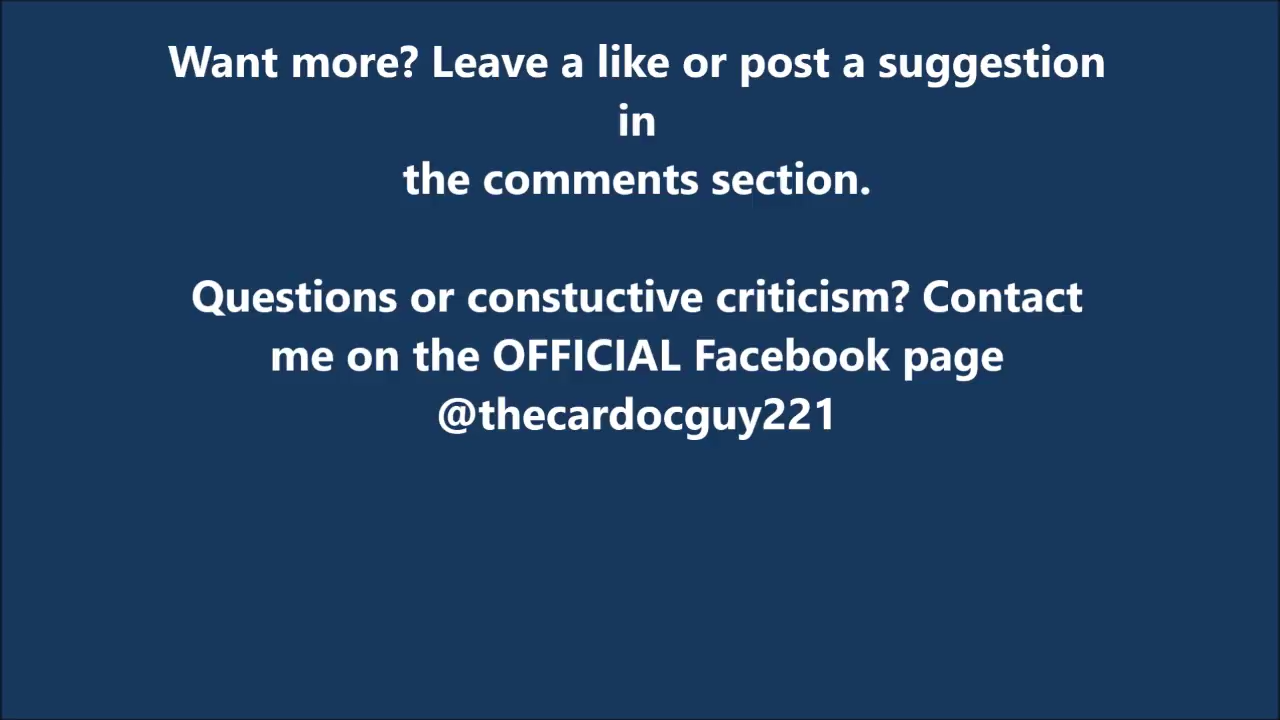 Want more? Leave a like or post a suggestion
in
the comments section.
Questions or constuctive criticism? Contact
me on the OFFICIAL Facebook page
@thecardocguy221